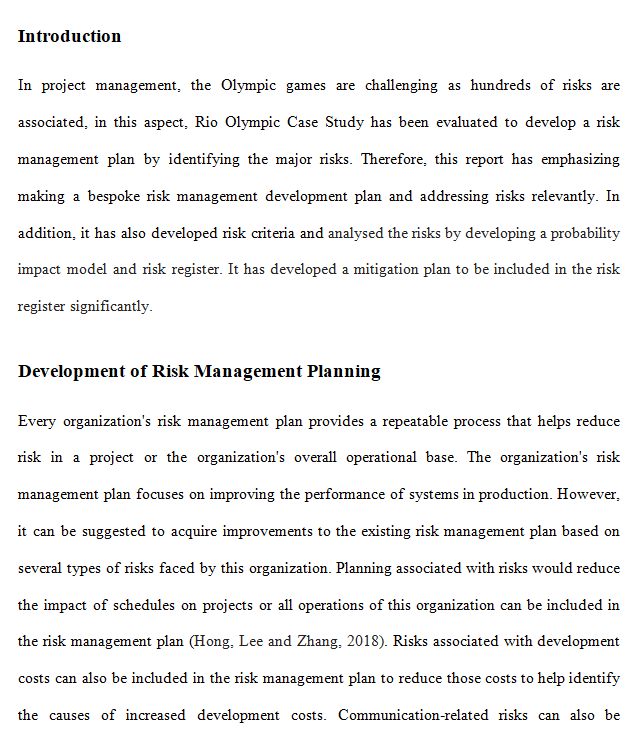 Introduction
In project management, the Olympic games are challenging as hundreds of risks are
associated, in this aspect, Rio Olympic Case Study has been evaluated to develop a risk
management plan by identifying the major risks. Therefore, this report has emphasizing
making a bespoke risk management development plan and addressing risks relevantly. In
addition, it has also developed risk criteria and analysed the risks by developing a probability
impact model and risk register. It has developed a mitigation plan to be included in the risk
register significantly.
Development of Risk Management Planning
Every organization's risk management plan provides a repeatable process that helps reduce
risk in a project or the organization's overall operational base. The organization's risk
management plan focuses on improving the performance of systems in production. However,
it can be suggested to acquire improvements to the existing risk management plan based on
several types of risks faced by this organization. Planning associated with risks would reduce
the impact of schedules on projects or all operations of this organization can be included in
the risk management plan (Hong, Lee and Zhang, 2018). Risks associated with development
costs can also be included in the risk management plan to reduce those costs to help identify
the causes of increased development costs. Communication-related risks can also be